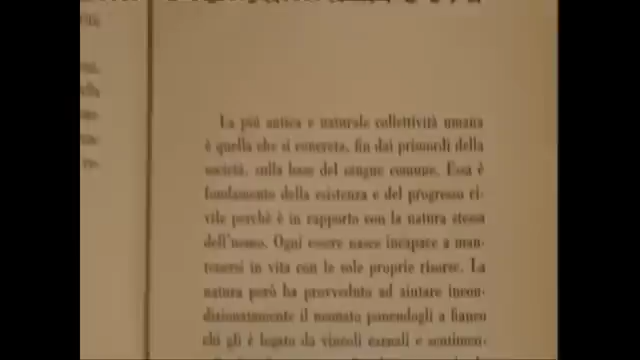 La più antica e naturale collettività umana
è quella che si concreta, fin dai primordi della
società, sulla base del sangue comune. Essa è
fondamento della esistenza e del progresso ci-
vile perchè è in rapporto con la natura stessa
dell'uomo. Ogni essere nasce incapace a man-
tenersi in vita con le sole proprie risorse. La
natura però ha provveduto ad aiutare incon-
dizionatamente il neonato ponendogli a fianco
chi gli è legato da vincoli carnali e sentimen-